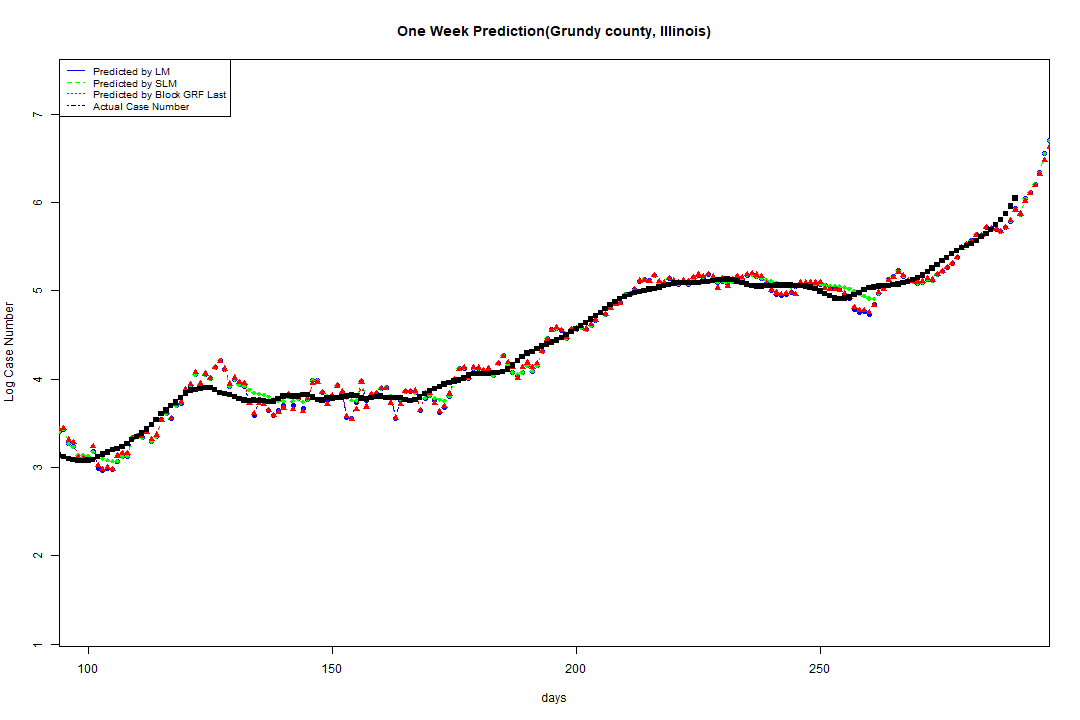 One Week Prediction(Grundy county, Illinois)
Predicted by LM
Predicted by SLM
Predicted by Block GRF Last
Actual Case Number
7
6
5
4
3
2
1
Log Case Number
100 150 200 250
days